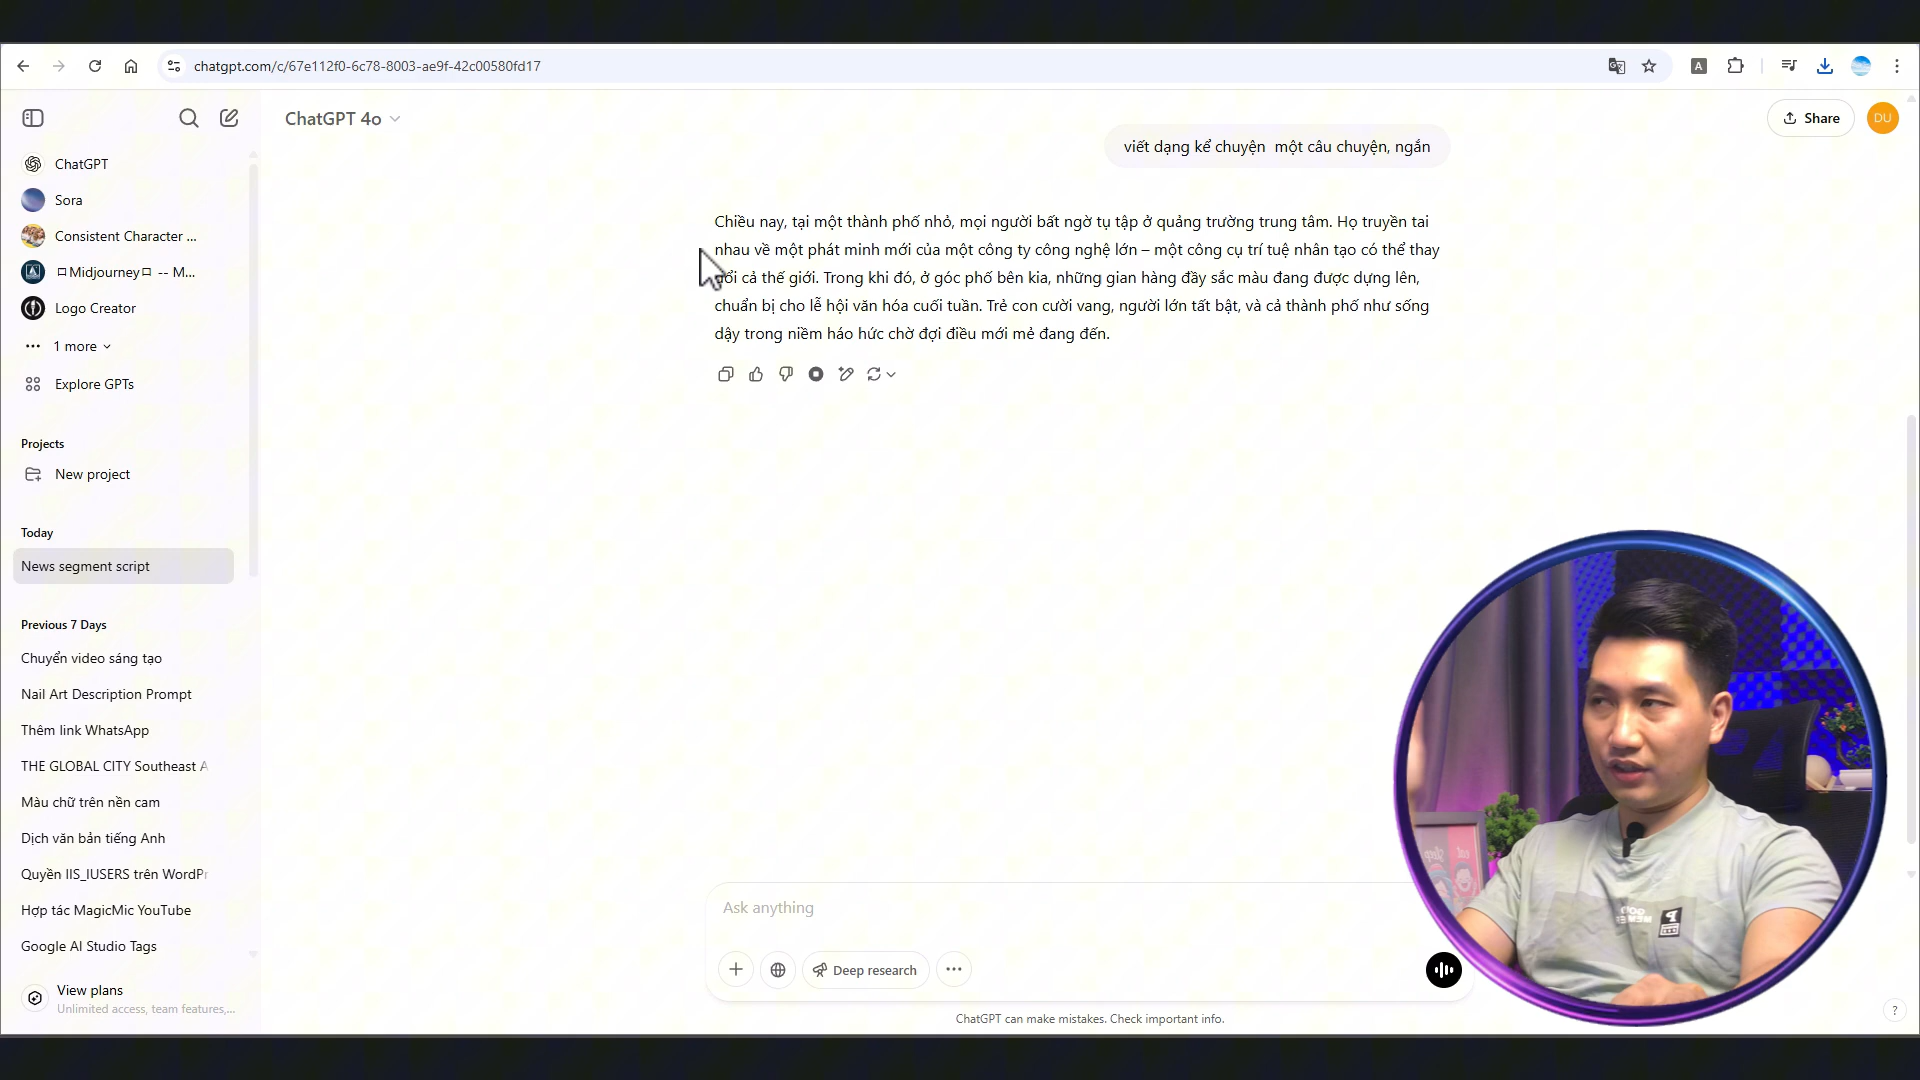 chatgpt.com/c/67e112f0-6c78-8003-ae9f-42c00580fd17
A
ChatGPT 4o
Share
DU
ChatGPT
Sora
Consistent Character ...
Midjourney -- M...
Logo Creator
1 more
Explore GPTs
Projects
New project
Today
News segment script
Previous 7 Days
Chuyển video sáng tạo
Nail Art Description Prompt
Thêm link WhatsApp
THE GLOBAL CITY Southeast A
Màu chữ trên nền cam
Dịch văn bản tiếng Anh
Quyền IIS_IUSERS trên WordPr
Hợp tác MagicMic YouTube
Google AI Studio Tags
View plans
Unlimited access, team features,...
viết dạng kể chuyện một câu chuyện, ngắn
Chiều nay, tại một thành phố nhỏ, mọi người bất ngờ tụ tập ở quảng trường trung tâm. Họ truyền tai
nhau về một phát minh mới của một công ty công nghệ lớn – một công cụ trí tuệ nhân tạo có thể thay
cả thế giới. Trong khi đó, ở góc phố bên kia, những gian hàng đầy sắc màu đang được dựng lên,
chuẩn bị cho lễ hội văn hóa cuối tuần. Trẻ con cười vang, người lớn tất bật, và cả thành phố như sống
dậy trong niềm háo hức chờ đợi điều mới mẻ đang đến.
Ask anything
Deep research
ChatGPT can make mistakes. Check important info.
?